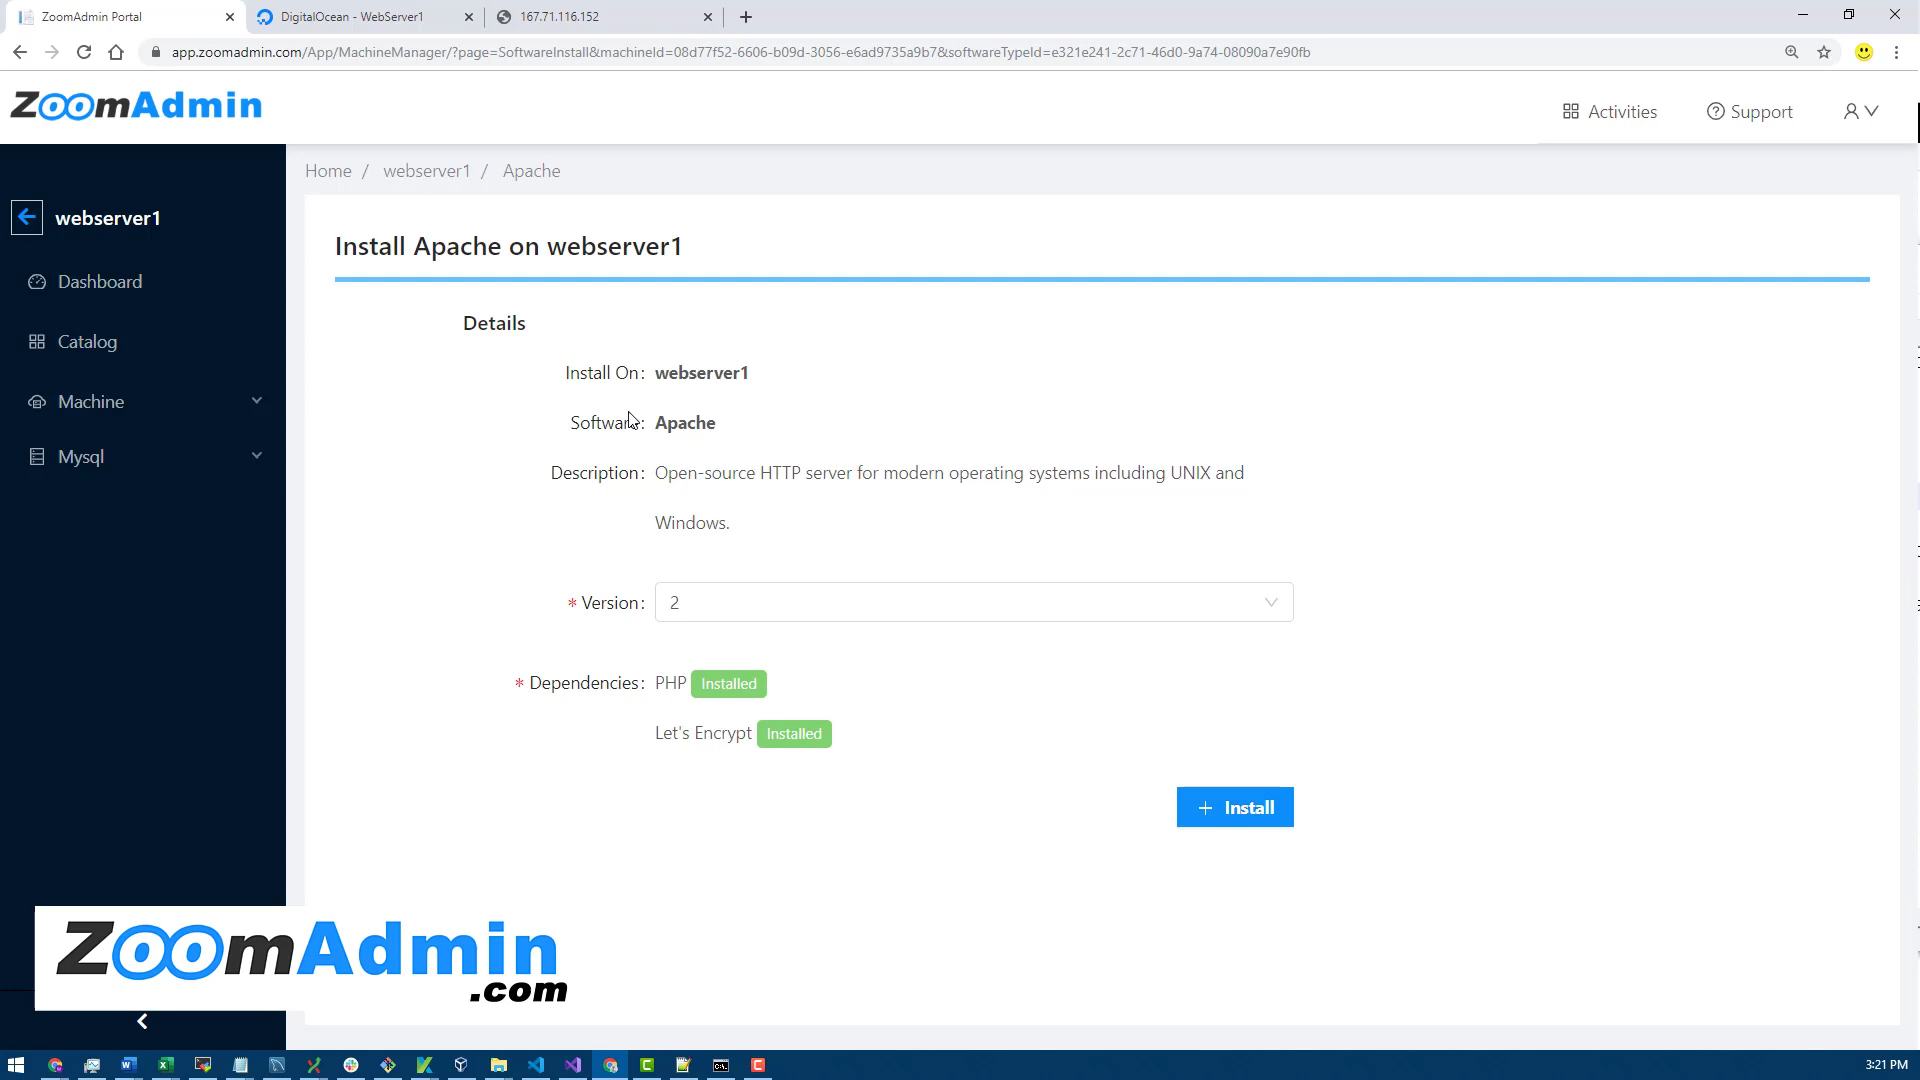 ZoomAdmin Portal
DigitalOcean - WebServer1
167.71.116.152
app.zoomadmin.com/App/MachineManager/?page=SoftwareInstall&machineId=08d77f52-6606-b09d-3056-e6ad9735a9b7&softwareTypeId=e321e241-2c71-46d0-9a74-08090a7e90fb
ZoomAdmin
Activities
Support
Home / webserver1 / Apache
webserver1
Install Apache on webserver1
Dashboard
Details
Catalog
Install On: webserver1
Machine
Software: Apache
Mysql
Description: Open-source HTTP server for modern operating systems including UNIX and
Windows.
* Version: 2
* Dependencies: PHP Installed
Let's Encrypt Installed
+ Install
ZoomAdmin
.com
3:21 PM